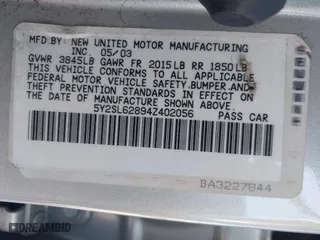 MFD. BY: NEW UNITED MOTOR MANUFACTURING
INC 05/03
GVWR 3845LB GAWR FR 2015LB RR 1850LB
THIS VEHICLE CONFORMS TO ALL APPLICABLE
FEDERAL MOTOR VEHICLE SAFETY, BUMPER, AND
THEFT PREVENTION STANDARDS IN EFFECT ON
THE DATE OF MANUFACTURE SHOWN ABOVE.
5Y2SL62894Z402056 PASS CAR
BA3227844
DREAMBID